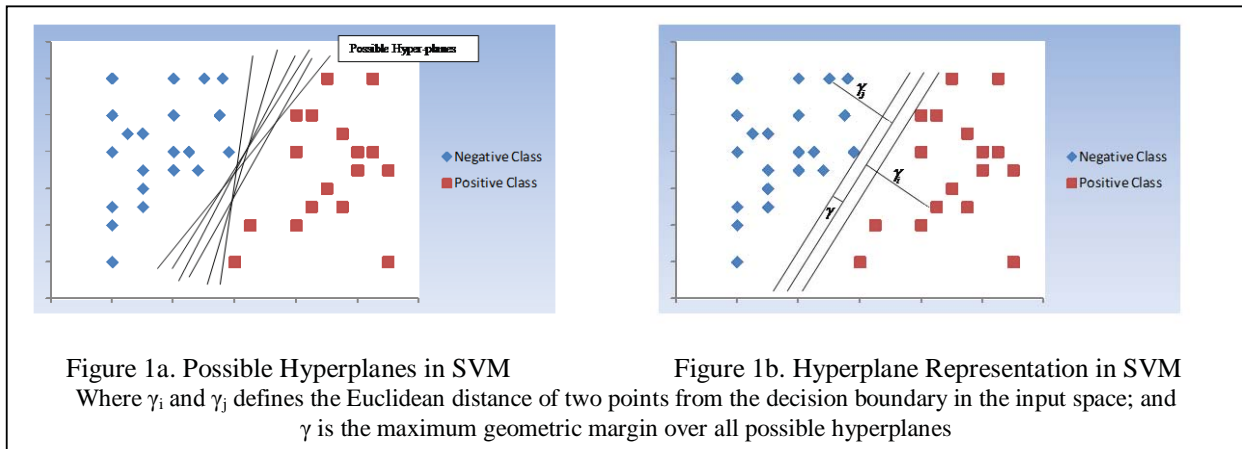 Possible Hyper-planes
Negative Class
Positive Class
γj
γi
γ
Negative Class
Positive Class
Figure 1a. Possible Hyperplanes in SVM
Figure 1b. Hyperplane Representation in SVM
Where γi and γj defines the Euclidean distance of two points from the decision boundary in the input space; and
γ is the maximum geometric margin over all possible hyperplanes